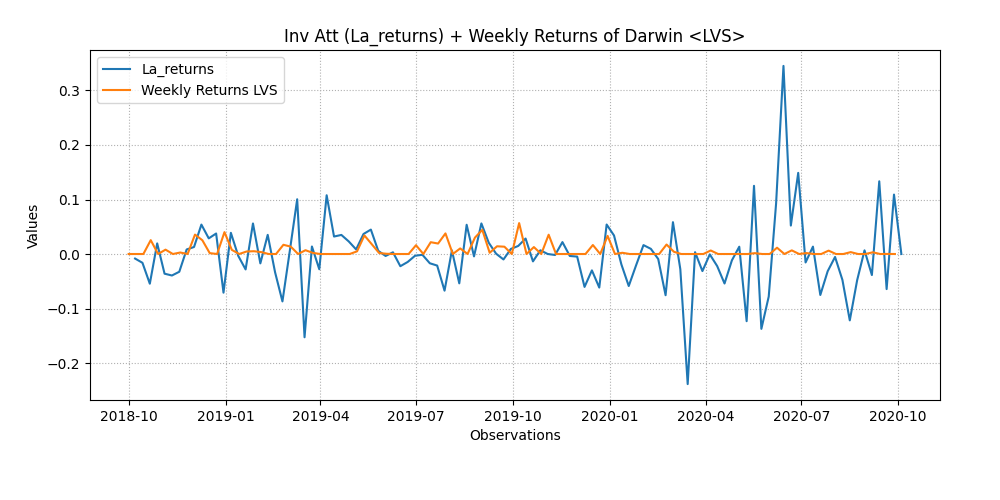 Inv Att (La_returns) + Weekly Returns of Darwin <LVS>
La_returns
Weekly Returns LVS
Values
0.3
0.2
0.1
0.0
−0.1
−0.2
2018-10 2019-01 2019-04 2019-07 2019-10 2020-01 2020-04 2020-07 2020-10
Observations